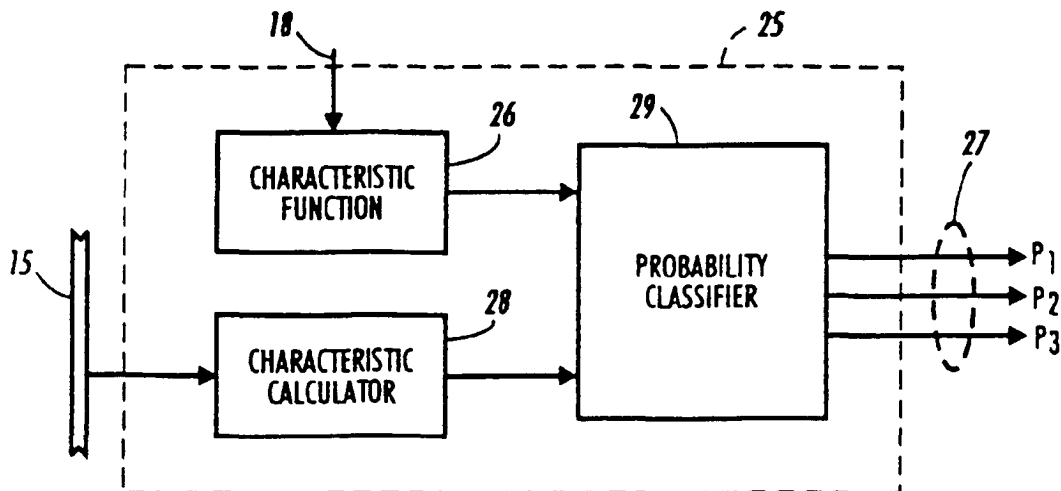 18
25
26
29
CHARACTERISTIC
FUNCTION
27
15
PROBABILITY
CLASSIFIER
P1
P2
P3
28
CHARACTERISTIC
CALCULATOR